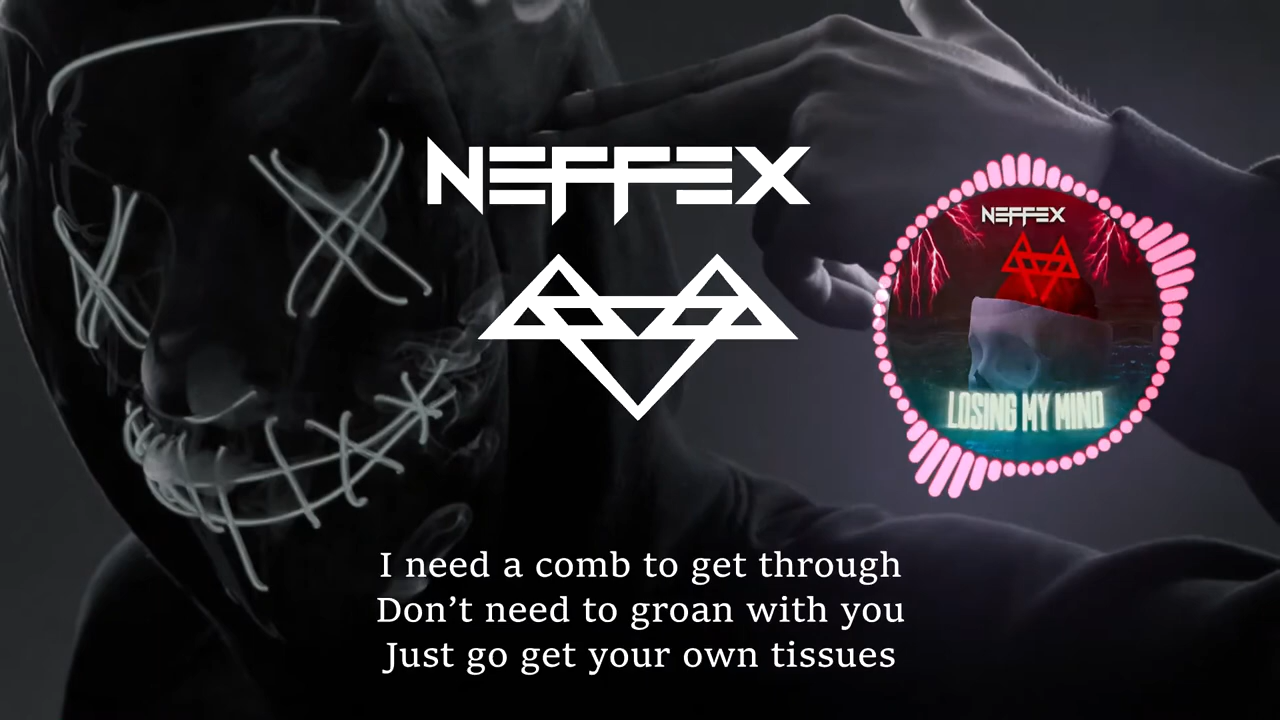 NEFFEX
NEFFEX
LOSING MY MIND
I need a comb to get through
Don’t need to groan with you
Just go get your own tissues